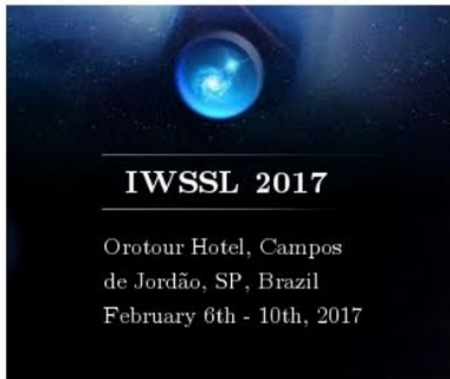 IWSSL 2017
Orotour Hotel, Campos
de Jordão, SP, Brazil
February 6th - 10th, 2017